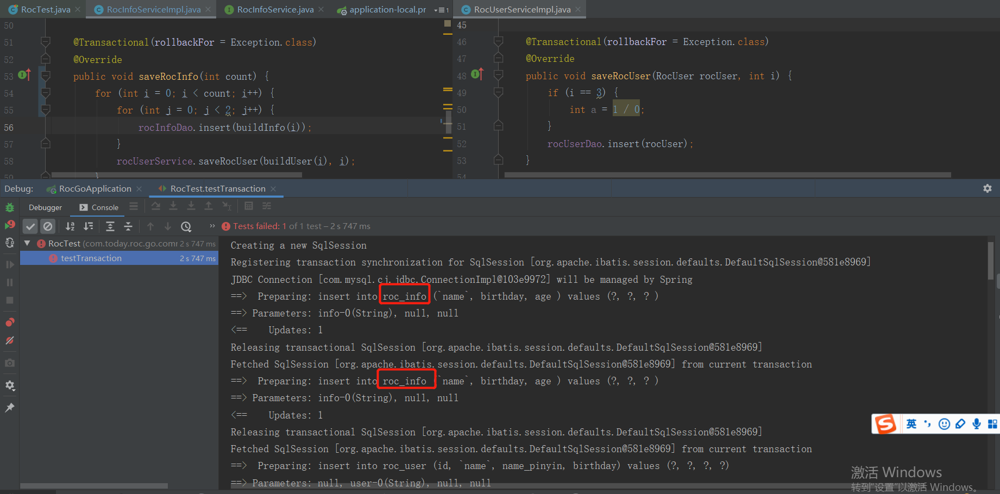 RocTest.java
RocInfoServiceImpl.java
RocInfoService.java
application-local.pr
1
RocUserServiceImpl.java
50
51 @Transactional(rollbackFor = Exception.class)
52 @Override
53 public void saveRocInfo(int count) {
54 for (int i = 0; i < count; i++) {
55 for (int j = 0; j < 2; j++) {
56 rocInfoDao.insert(buildInfo(i));
57 }
58 rocUserService.saveRocUser(buildUser(i), i);
59 }
45
46 @Transactional(rollbackFor = Exception.class)
47 @Override
48 public void saveRocUser(RocUser rocUser, int i) {
49 if (i == 3) {
50 int a = 1 / 0;
51 }
52 rocUserDao.insert(rocUser);
53 }
54
Debug: RocGoApplication RocTest.testTransaction
Debugger Console
Tests failed: 1 of 1 test – 2 s 747 ms
RocTest (com.today.roc.go.comr 2 s 747 ms
testTransaction 2 s 747 ms
Creating a new SqlSession
Registering transaction synchronization for SqlSession [org.apache.ibatis.session.defaults.DefaultSqlSession@581e8969]
JDBC Connection [com.mysql.cj.jdbc.ConnectionImpl@103e9972] will be managed by Spring
==>  Preparing: insert into roc_info (`name`, birthday, age ) values (?, ?, ? )
==> Parameters: info-0(String), null, null
<==    Updates: 1
Releasing transactional SqlSession [org.apache.ibatis.session.defaults.DefaultSqlSession@581e8969]
Fetched SqlSession [org.apache.ibatis.session.defaults.DefaultSqlSession@581e8969] from current transaction
==>  Preparing: insert into roc_info (`name`, birthday, age ) values (?, ?, ? )
==> Parameters: info-0(String), null, null
<==    Updates: 1
Releasing transactional SqlSession [org.apache.ibatis.session.defaults.DefaultSqlSession@581e8969]
Fetched SqlSession [org.apache.ibatis.session.defaults.DefaultSqlSession@581e8969] from current transaction
==>  Preparing: insert into roc_user (id, `name`, name_pinyin, birthday) values (?, ?, ?, ?)
==> Parameters: null, user-0(String), null, null
英
激活 Windows
转到"设置"以激活 Windows。